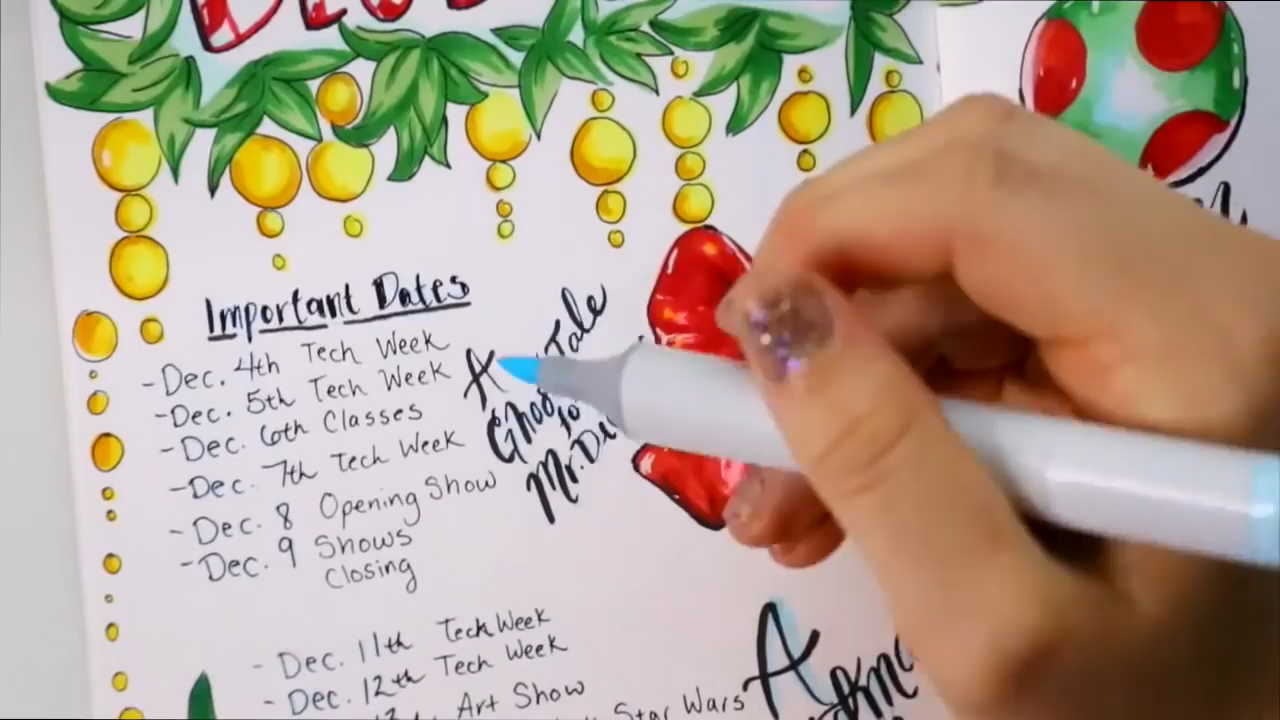 Important Dates
- Dec. 4th Tech Week
- Dec. 5th Tech Week
- Dec. 6th Classes
- Dec. 7th Tech Week
- Dec. 8 Opening Show
- Dec. 9 Shows
Closing
A
Tale
to
Mr.
- Dec. 11th Tech Week
- Dec. 12th Tech Week
Art Show
Star Wars
A